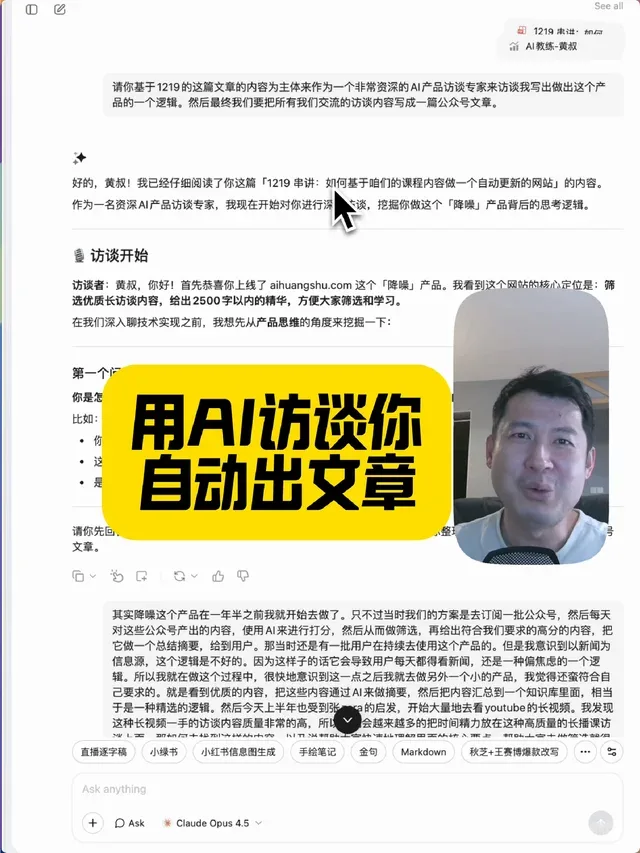 See all
1219 串讲：如何
AI教练-黄叔
请你基于1219的这篇文章的内容为主体来作为一个非常资深的AI产品访谈专家来访谈我写出做出这个产
品的一个逻辑。然后最终我们要把所有我们交流的访谈内容写成一篇公众号文章。
好的，黄叔！我已经仔细阅读了你这篇「1219 串讲：如何基于咱们的课程内容做一个自动更新的网站」的内容。
作为一名资深AI产品访谈专家，我现在开始对你进行深 访谈，挖掘你做这个「降噪」产品背后的思考逻辑。
访谈开始
访谈者：黄叔，你好！首先恭喜你上线了 aihuangshu.com 这个「降噪」产品。我看到这个网站的核心定位是：筛
选优质长访谈内容，给出2500字以内的精华，方便大家筛选和学习。
在我们深入聊技术实现之前，我想先从产品思维的角度来挖掘一下：
第一个问
你是怎
比如：
你
这
是
用AI访谈你
自动出文章
请你先回 整理 号
文章。
其实降噪这个产品在一年半之前我就开始去做了。只不过当时我们的方案是去订阅一批公众号，然后每天
对这些公众号产出的内容，使用AI来进行打分，然后从而做筛选，再给出符合我们要求的高分的内容，把
它做一个总结摘要，给到用户。那当时还是有一批用户在持续去使用这个产品的。但是我意识到以新闻为
信息源，这个逻辑是不好的。因为这样子的话它会导致用户每天都得看新闻，还是一种偏焦虑的一个逻
辑。所以我就在做这个过程中，很快地意识到这一点之后我就去做另外一个小的产品，我觉得还蛮符合自
己要求的。就是看到优质的内容，把这些内容通过AI来做摘要，然后把内容汇总到一个知识库里面，相当
于是一种精选的逻辑。然后今天上半年也受到张 ara的启发，开始大量地去看youtube的长视频。我发现
这种长视频一手的访谈内容质量非常的高，所以 会越来越多的把时间精力放在这种高质量的长播课访
直播逐字稿
小绿书
小红书信息图生成
手绘笔记
金句
Markdown
秋芝+王赛博爆款改写
Ask anything
Ask
Claude Opus 4.5